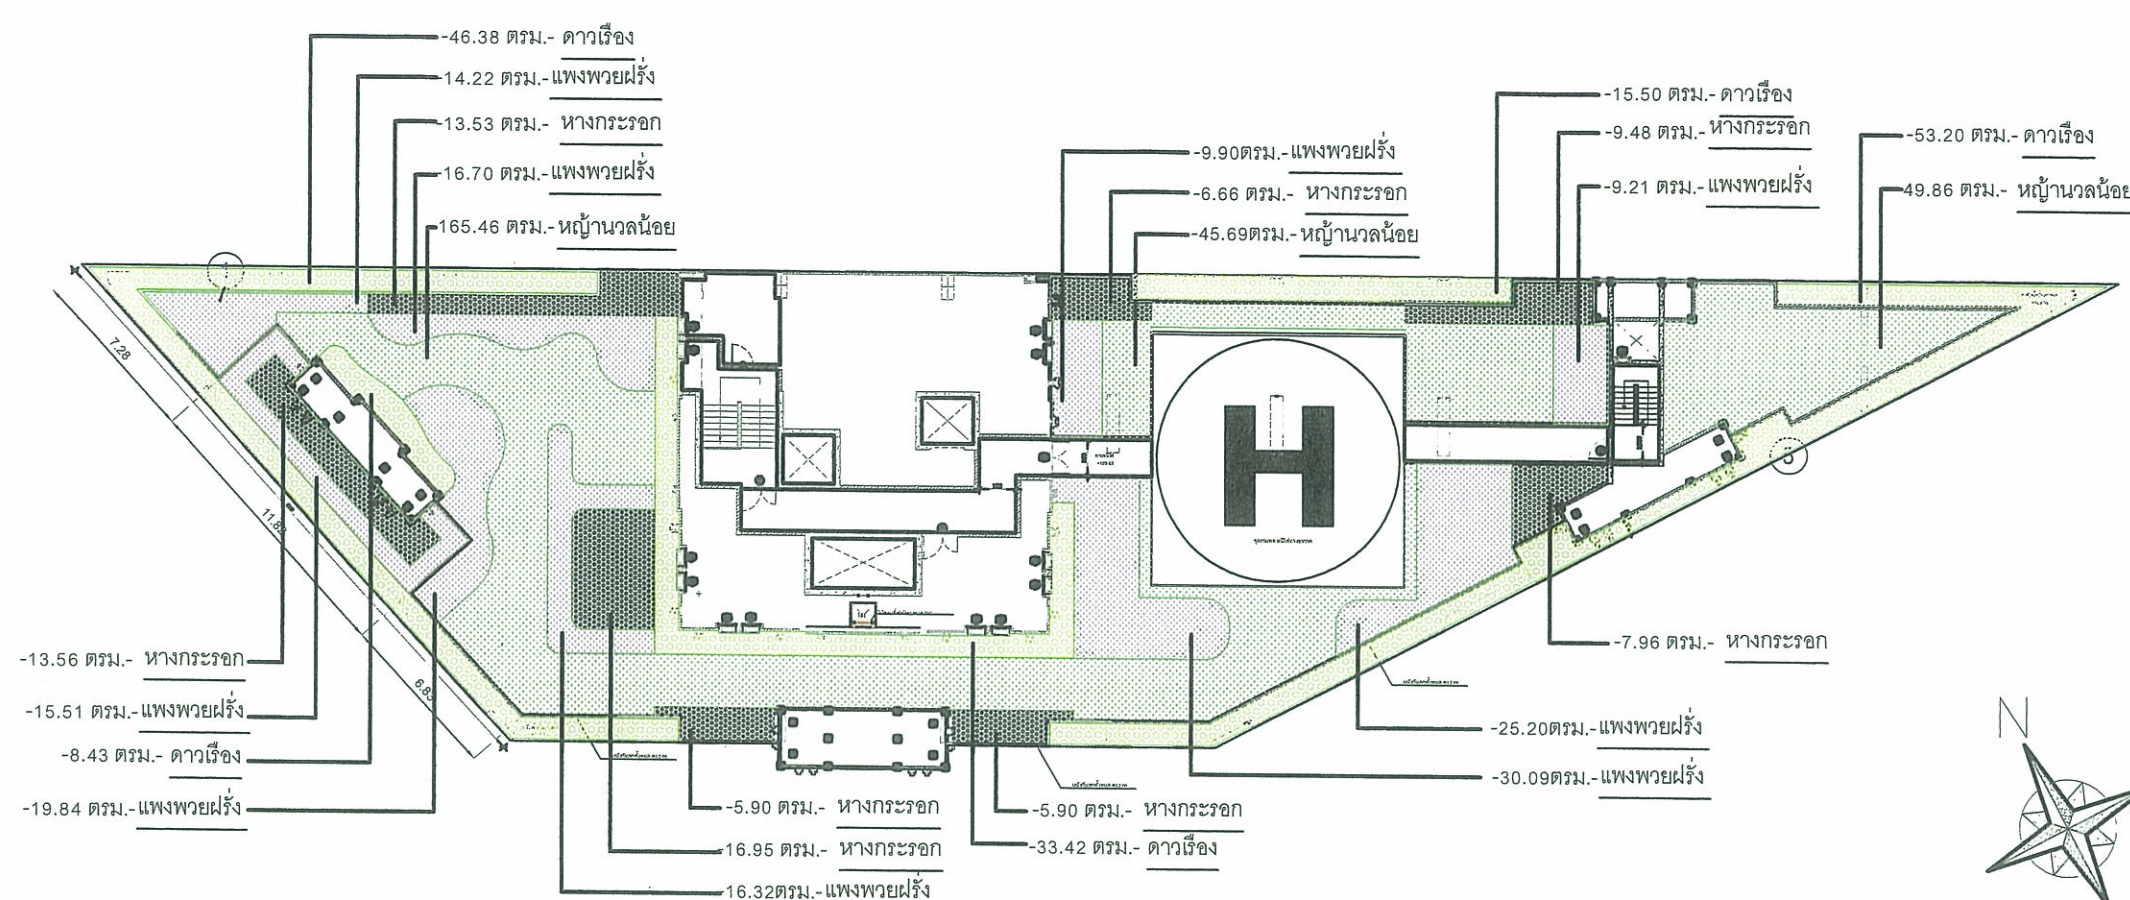 -46.38 ตรม.- ดาวเรือง
14.22 ตรม.-แพงพวยฝรั่ง
-13.53 ตรม.- หางกระรอก
16.70 ตรม.-แพงพวยฝรั่ง
165.46 ตรม.-หญ้านวลน้อย
-9.90ตรม.-แพงพวยฝรั่ง
-6.66 ตรม.- หางกระรอก
-45.69ตรม.-หญ้านวลน้อย
-15.50 ตรม.-ดาวเรือง
-9.48 ตรม.-หางกระรอก
-9.21 ตรม.-แพงพวยฝรั่ง
-53.20 ตรม.-ดาวเรือง
49.86 ตรม.- หญ้านวลน้อย
1
7.28
H
3
6.83
-13.56 ตรม.- หางกระรอก
-15.51 ตรม.-แพงพวยฝรั่ง
-8.43 ตรม.- ดาวเรือง
-19.84 ตรม.-แพงพวยฝรั่ง
-5.90 ตรม.- หางกระรอก
16.95 ตรม.- หางกระรอก
16.32ตรม.-แพงพวยฝรั่ง
-5.90 ตรม.- หางกระรอก
-33.42 ตรม.- ดาวเรือง
-7.96 ตรม.- หางกระรอก
-25.20ตรม.-แพงพวยฝรั่ง
-30.09ตรม.-แพงพวยฝรั่ง
N